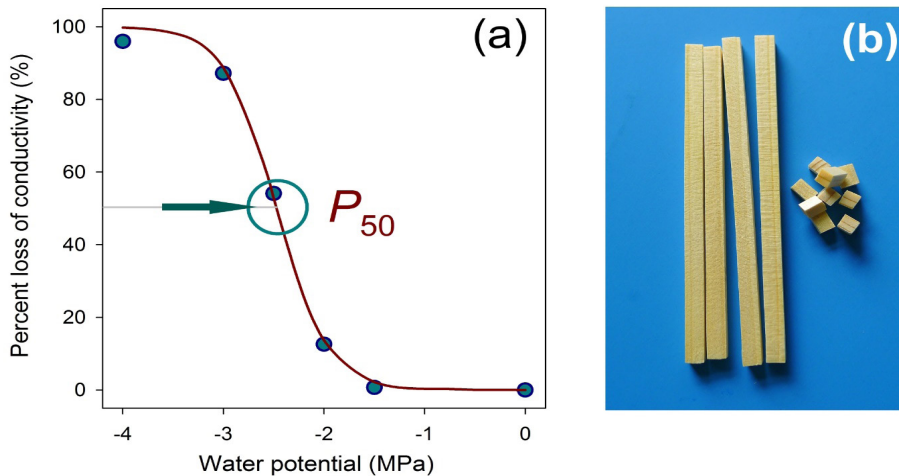 (a)
Percent loss of conductivity (%)
100
80
60
40
20
0
P50
-4
-3
-2
-1
0
Water potential (MPa)
(b)